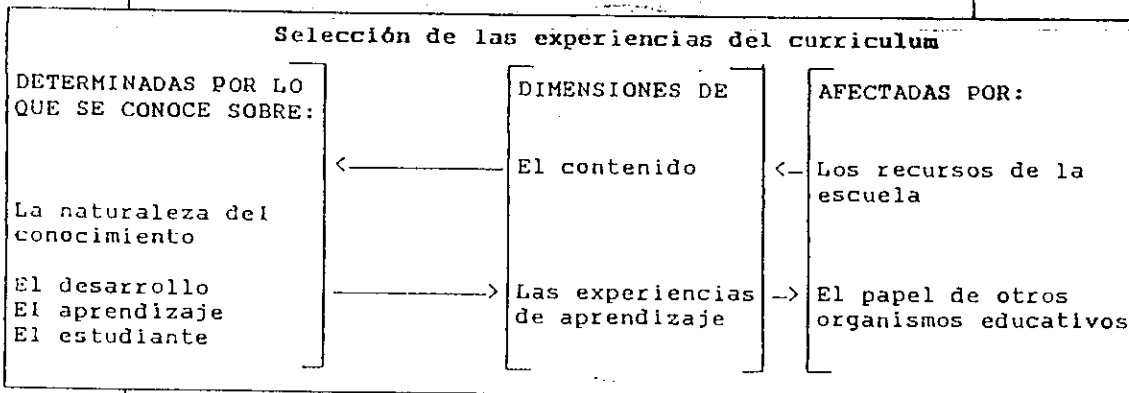 Selección de las experiencias del curriculum
DETERMINADAS POR LO
QUE SE CONOCE SOBRE:
La naturaleza del
conocimiento
El desarrollo
El aprendizaje
El estudiante
DIMENSIONES DE
El contenido
Las experiencias
de aprendizaje
AFECTADAS POR:
Los recursos de la
escuela
El papel de otros
organismos educativos